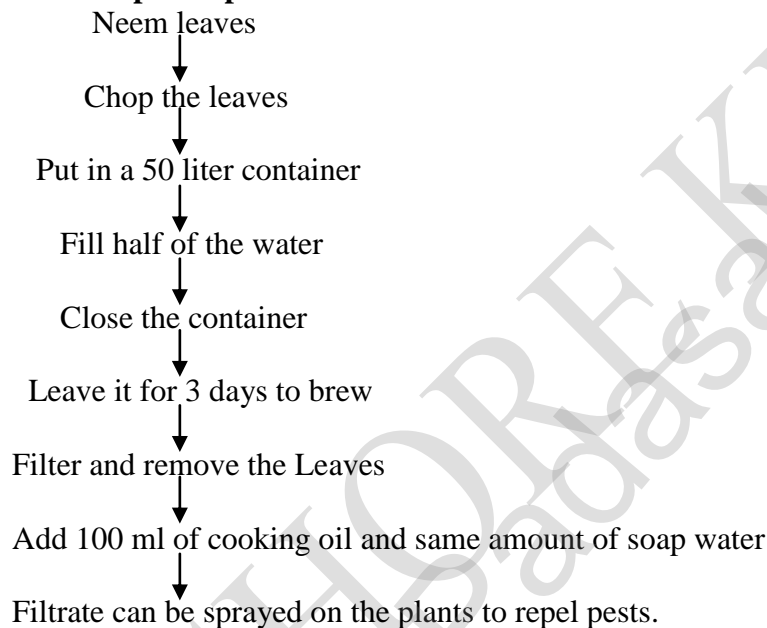 Neem leaves
Chop the leaves
Put in a 50 liter container
Fill half of the water
Close the container
Leave it for 3 days to brew
Filter and remove the Leaves
Add 100 ml of cooking oil and same amount of soap water
Filtrate can be sprayed on the plants to repel pests.